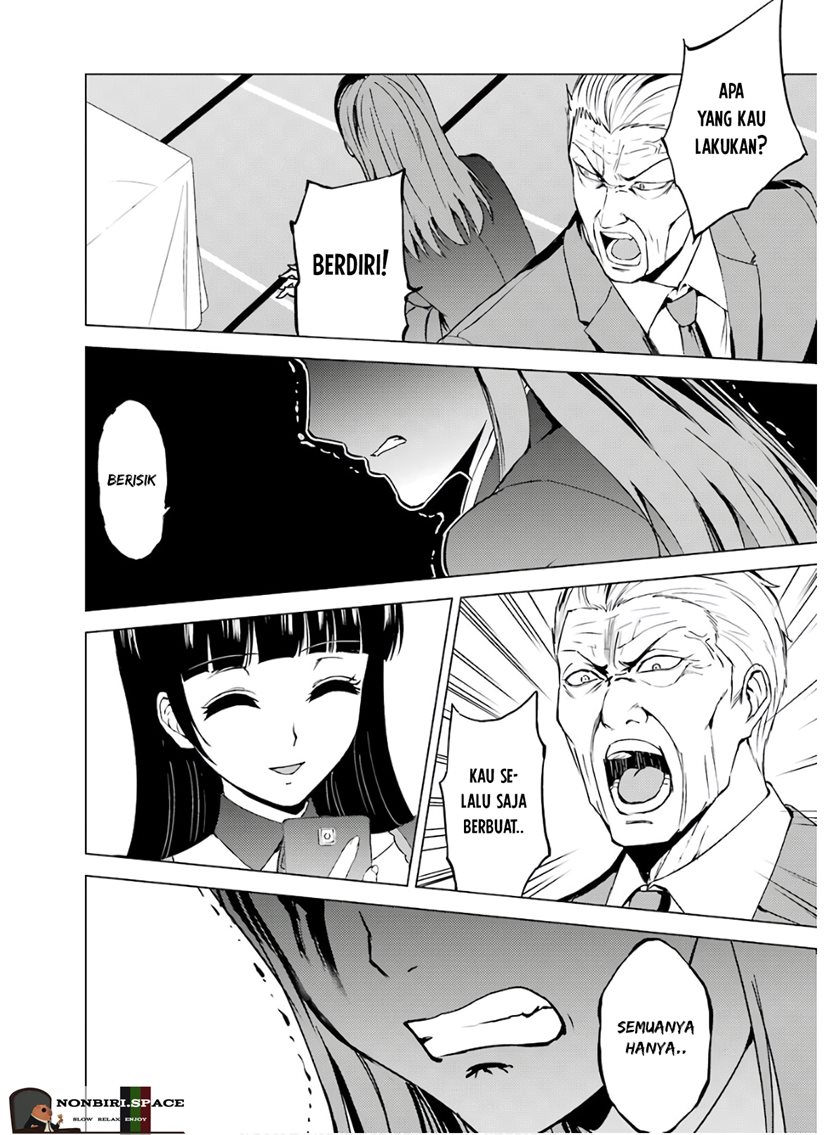 APA
YANG KAU
LAKUKAN?
BERDIRI!
BERISIK
KAU SE-
LALU SAJA
BERBUAT..
SEMUANYA
HANYA..
NONBIRI.SPACE
SLOW RELAX ENJOY